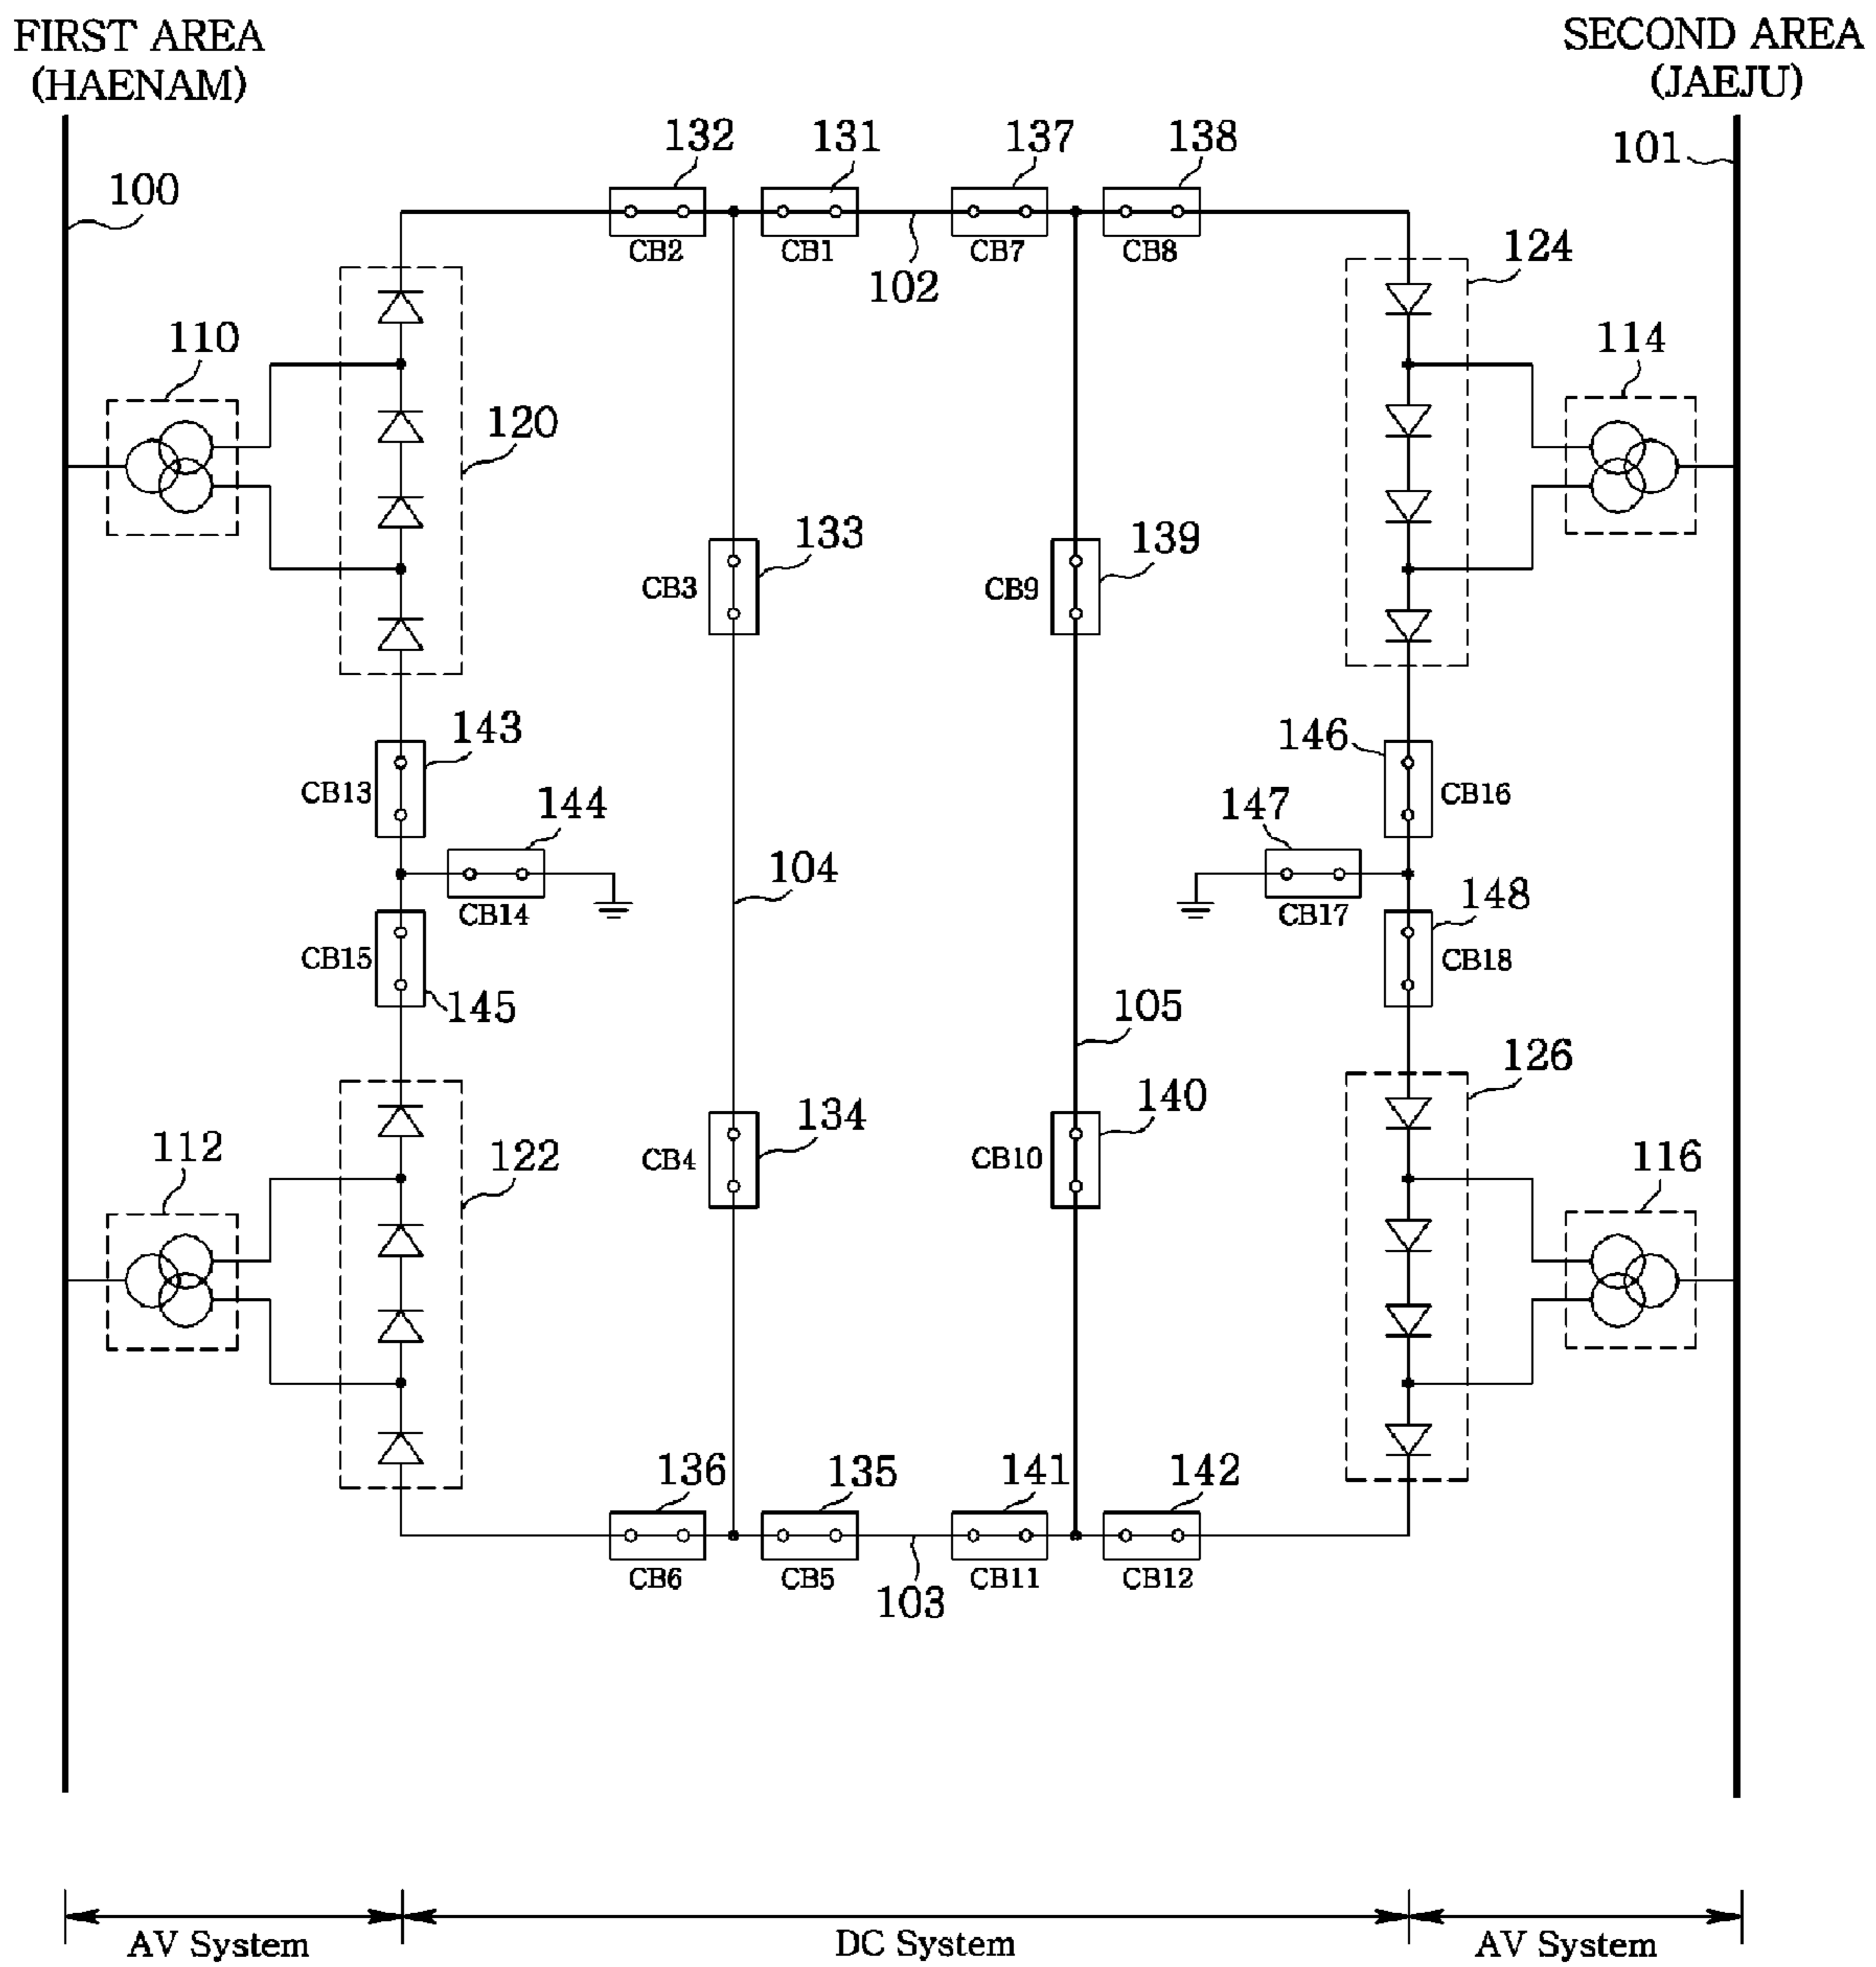 FIRST AREA
(HAENAM)
SECOND AREA
(JAEJU)
100
101
132
131
137
138
CB2
CB1
CB7
CB8
102
124
110
114
120
133
139
CB3
CB9
143
146
CB13
CB16
144
147
104
CB14
CB17
148
CB15
CB18
145
105
126
112
122
134
140
116
CB4
CB10
136
135
141
142
CB6
CB5
CB11
CB12
103
AV System
DC System
AV System